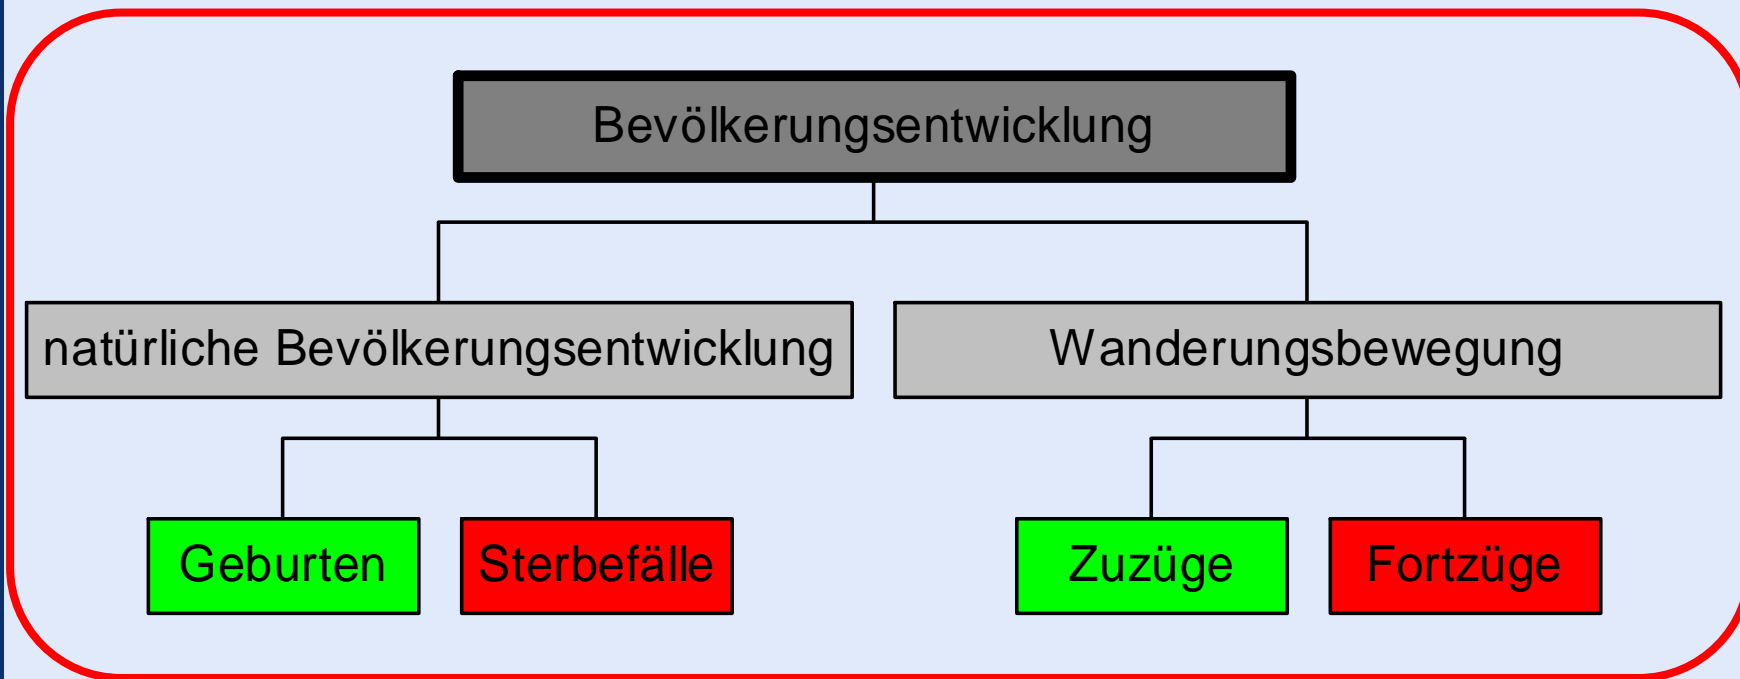 Bevölkerungsentwicklung
natürliche Bevölkerungsentwicklung
Wanderungsbewegung
Geburten
Sterbefälle
Zuzüge
Fortzüge